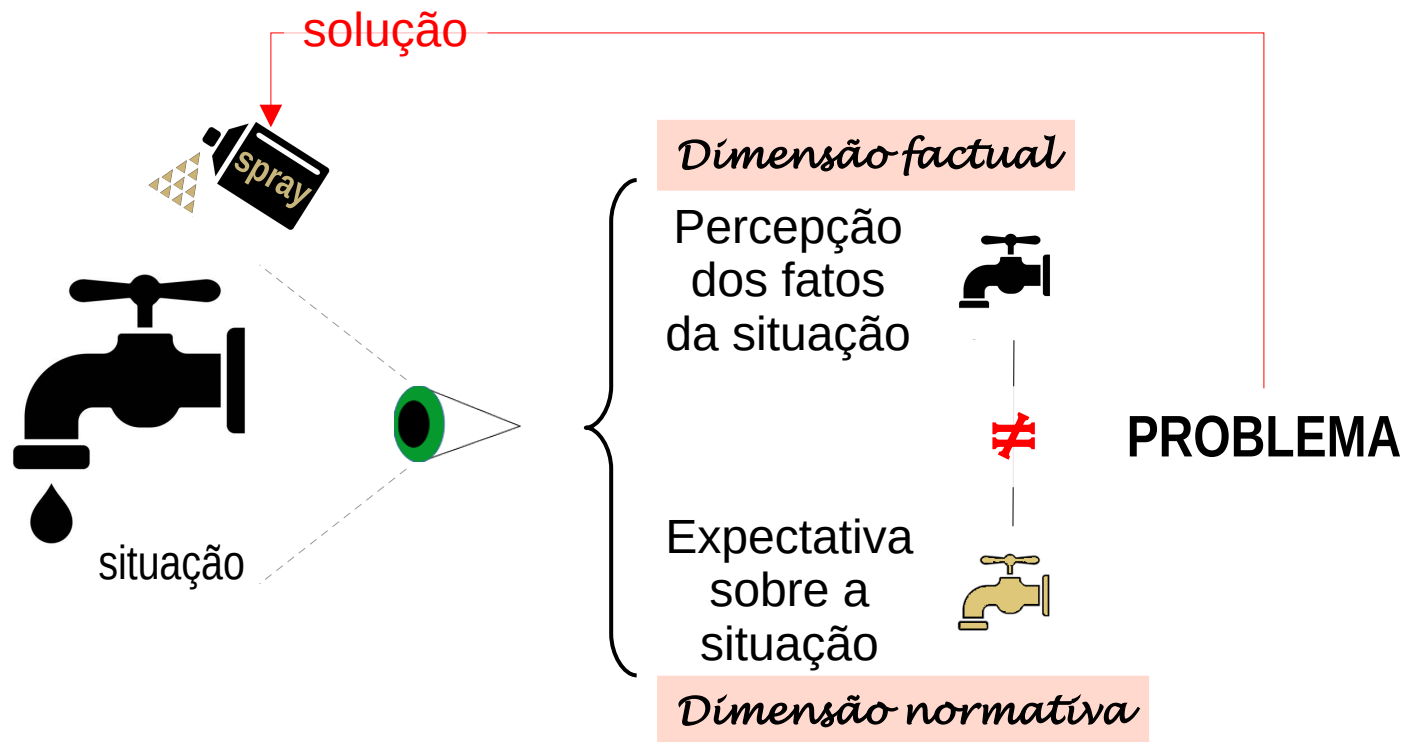 solução
spray
Dimensão factual
Percepção
dos fatos
da situação
≠
PROBLEMA
Expectativa
sobre a
situação
situação
Dimensão normativa